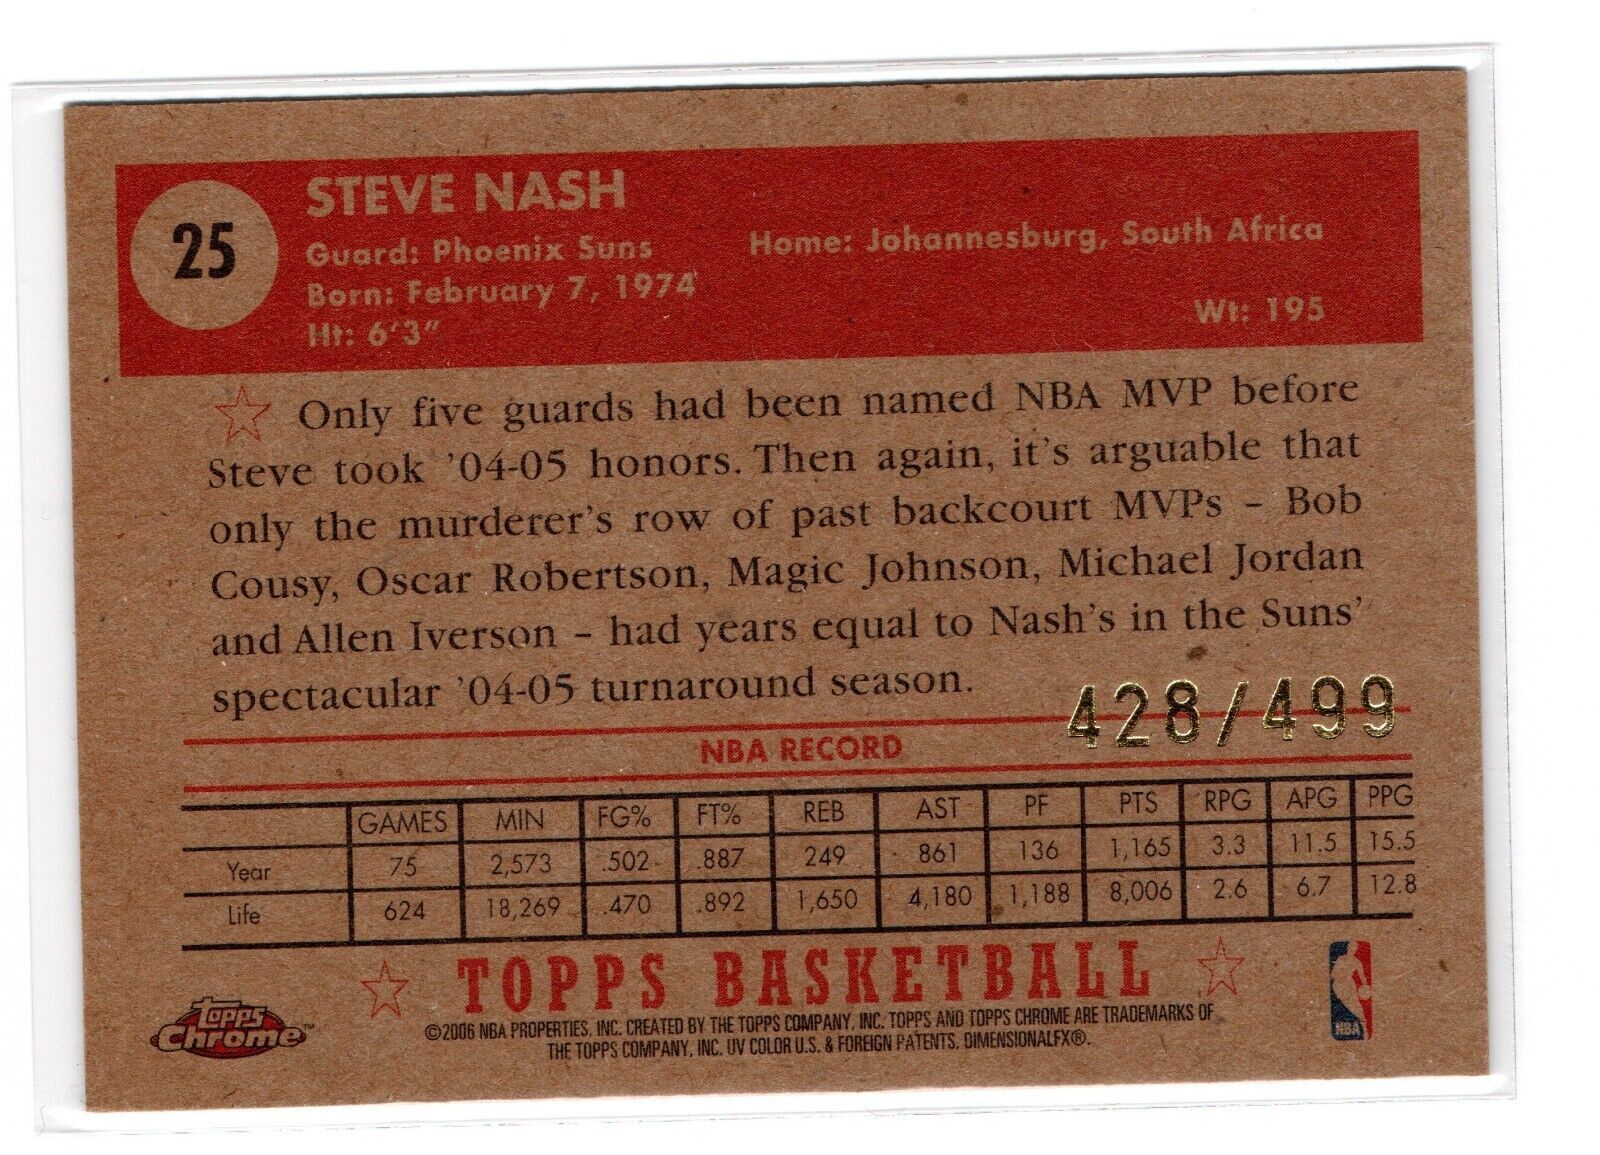 25
STEVE NASH
Guard: Phoenix Suns
Home: Johannesburg, South Africa
Born: February 7, 1974
Ht: 6'3"
Wt: 195
Only five guards had been named NBA MVP before
Steve took '04-05 honors. Then again, it's arguable that
only the murderer's row of past backcourt MVPs – Bob
Cousy, Oscar Robertson, Magic Johnson, Michael Jordan
and Allen Iverson – had years equal to Nash's in the Suns'
spectacular '04-05 turnaround season.
428/499
NBA RECORD
GAMES MIN FG% FT% REB AST PF PTS RPG APG PPG
Year 75 2,573 .502 .887 249 861 136 1,165 3.3 11.5 15.5
Life 624 18,269 .470 .892 1,650 4,180 1,188 8,006 2.6 6.7 12.8
TOPPS BASKETBALL
topps Chrome™
©2006 NBA PROPERTIES, INC. CREATED BY THE TOPPS COMPANY, INC. TOPPS AND TOPPS CHROME ARE TRADEMARKS OF
THE TOPPS COMPANY, INC. UV COLOR U.S. & FOREIGN PATENTS. DIMENSIONALFX®.
NBA